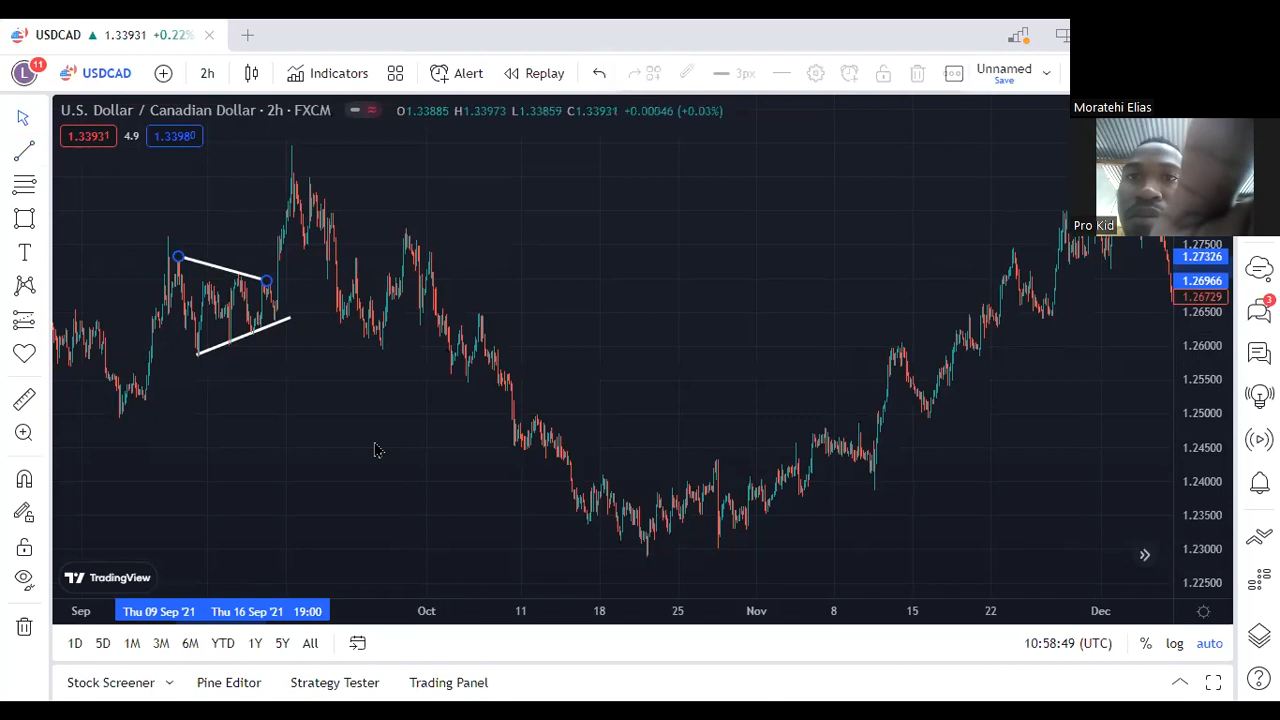 USDCAD 1.33931 +0.22%
L 11 USDCAD 2h Indicators Alert Replay 3px Unnamed
Save
U.S. Dollar / Canadian Dollar · 2h · FXCM O1.33885 H1.33973 L1.33859 C1.33931 +0.00046 (+0.03%)
1.33931 4.9 1.33980
Moratehi Elias
Pro Kid
1.27500
1.27326
1.26966
1.26729
1.26500
1.26000
1.25500
1.25000
1.24500
1.24000
1.23500
1.23000
1.22500
3
TradingView
Sep Thu 09 Sep '21 Thu 16 Sep '21 19:00 Oct 11 18 25 Nov 8 15 22 Dec
1D 5D 1M 3M 6M YTD 1Y 5Y All 10:58:49 (UTC) % log auto
Stock Screener Pine Editor Strategy Tester Trading Panel